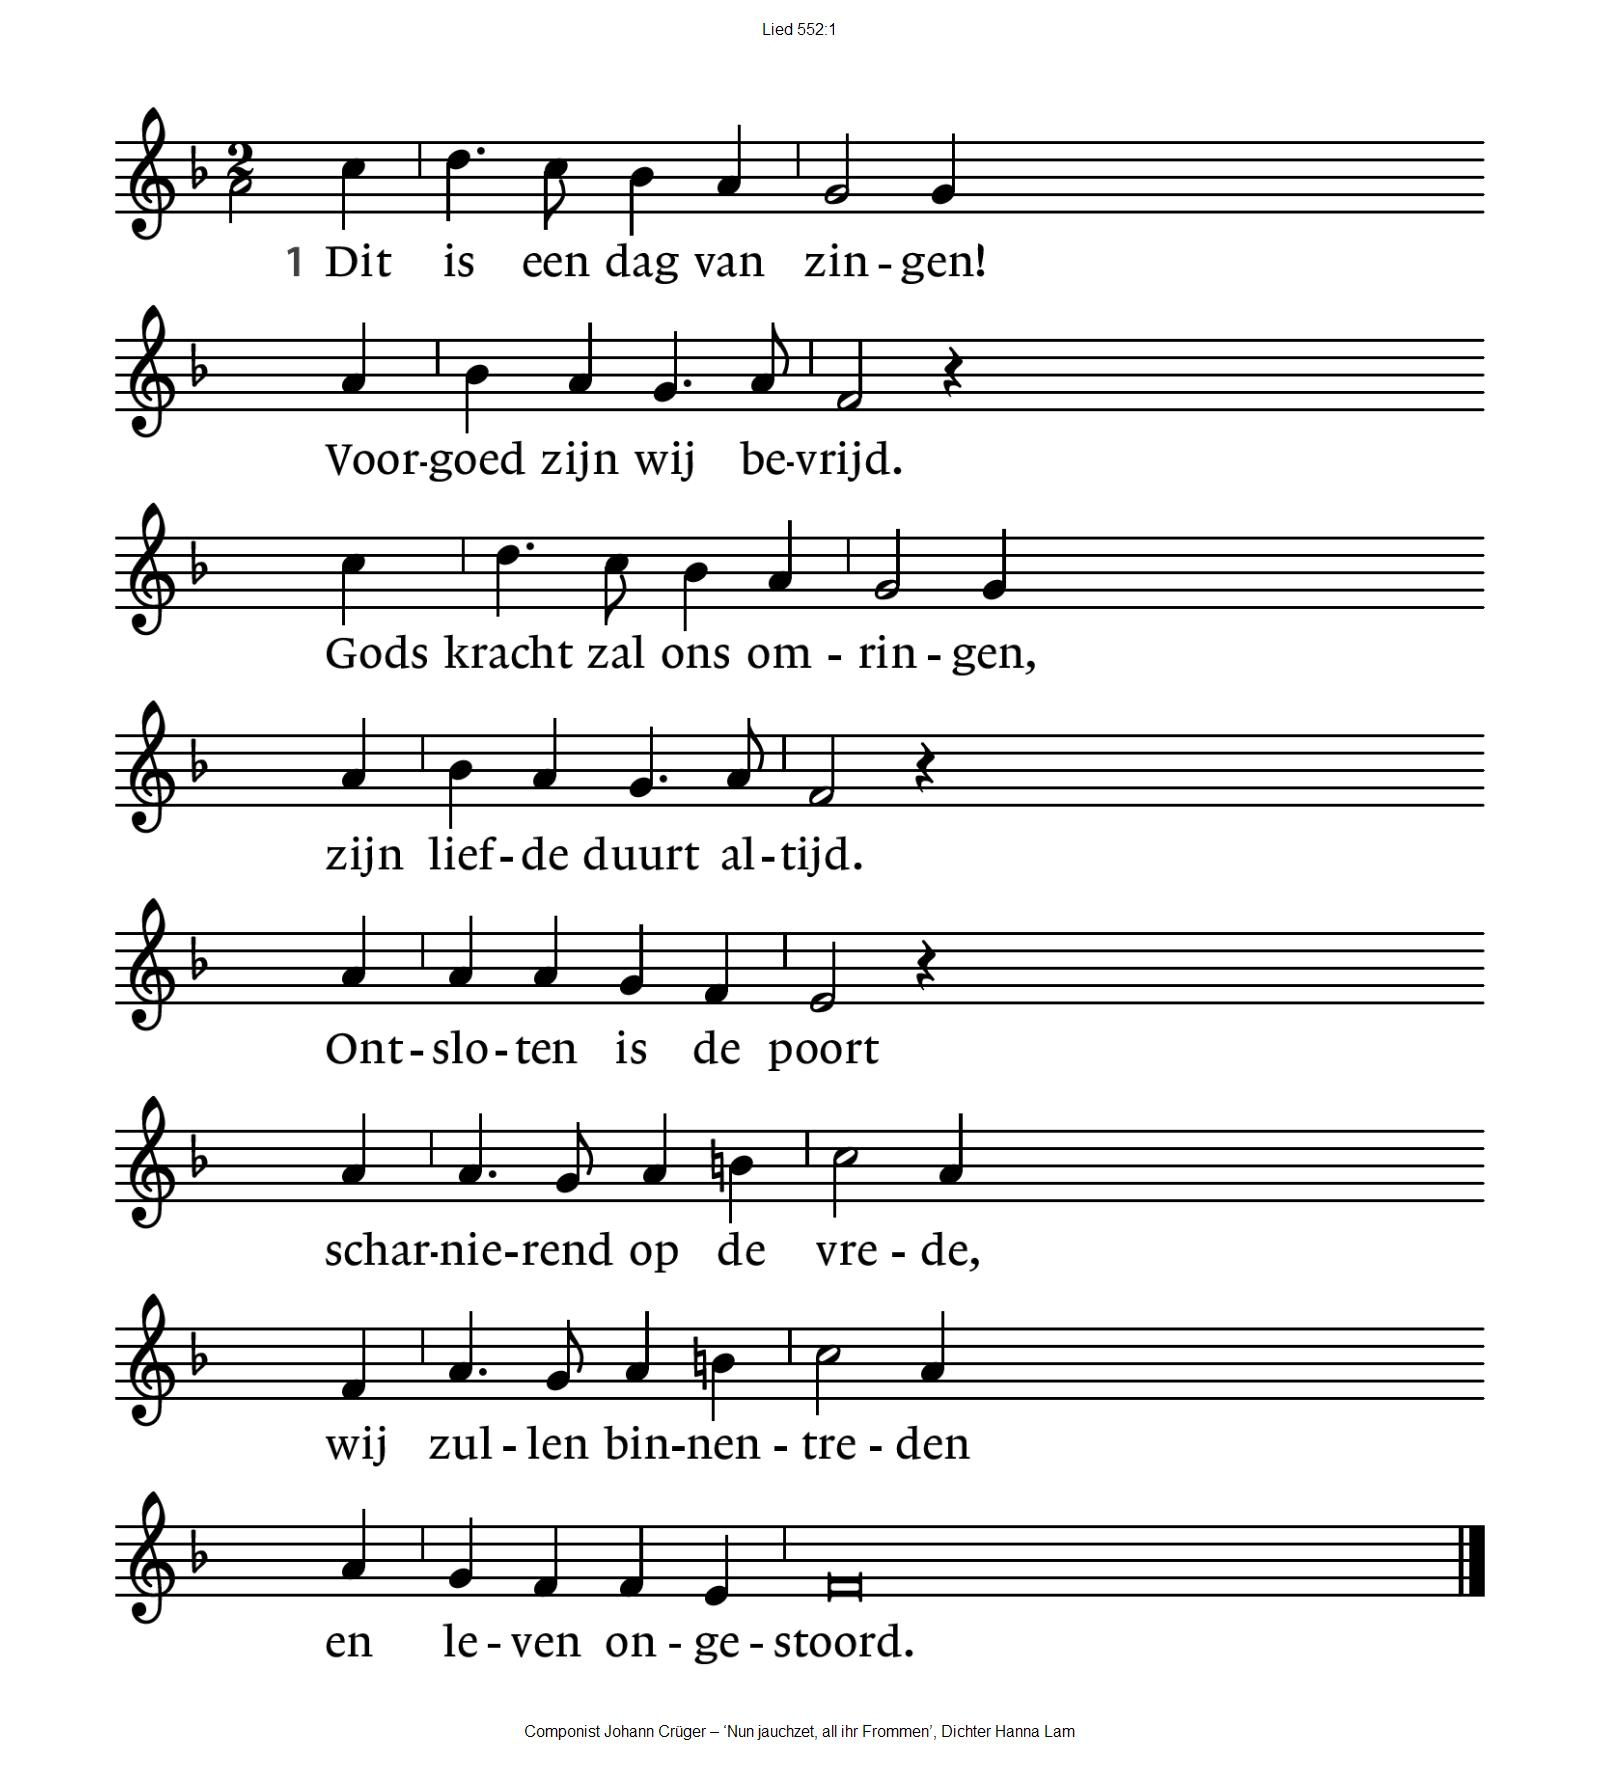 Lied 552:1
1 Dit is een dag van zin - gen!
Voor-goed zijn wij be-vrijd.
Gods kracht zal ons om - rin - gen,
zijn lief - de duurt al - tijd.
Ont - slo - ten is de poort
schar-nie-rend op de vre - de,
wij zul - len bin-nen - tre - den
en le - ven on - ge - stoord.
Componist Johann Crüger – ‘Nun jauchzet, all ihr Frommen’, Dichter Hanna Lam